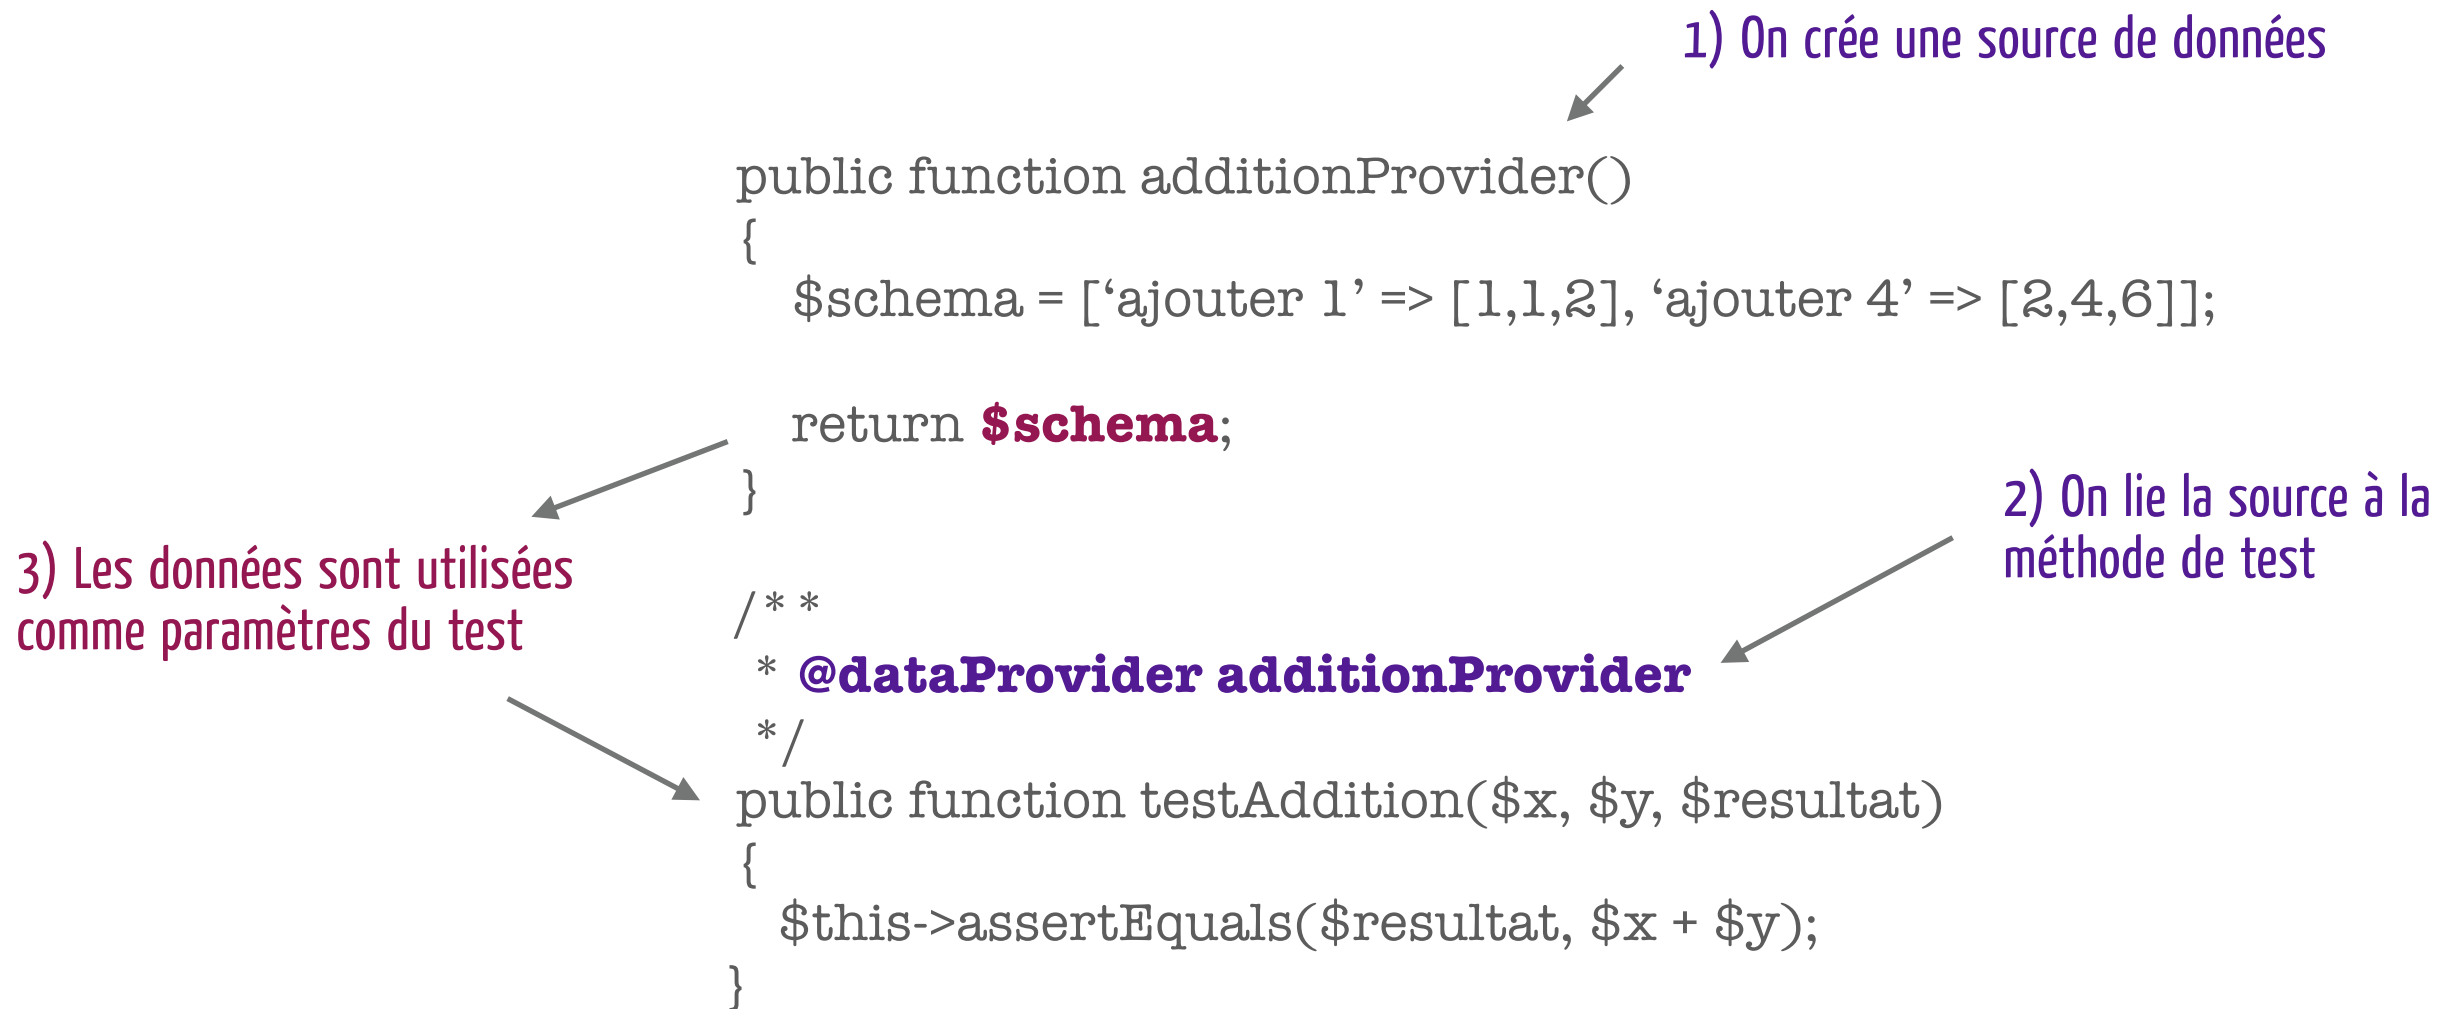 1) On crée une source de données
public function additionProvider()
{
$schema = [‘ajouter 1’ => [1,1,2], ‘ajouter 4’ => [2,4,6]];
return $schema;
}
2) On lie la source à la
méthode de test
3) Les données sont utilisées
comme paramètres du test
/**
* @dataProvider additionProvider
*/
public function testAddition($x, $y, $resultat)
{
$this->assertEquals($resultat, $x + $y);
}